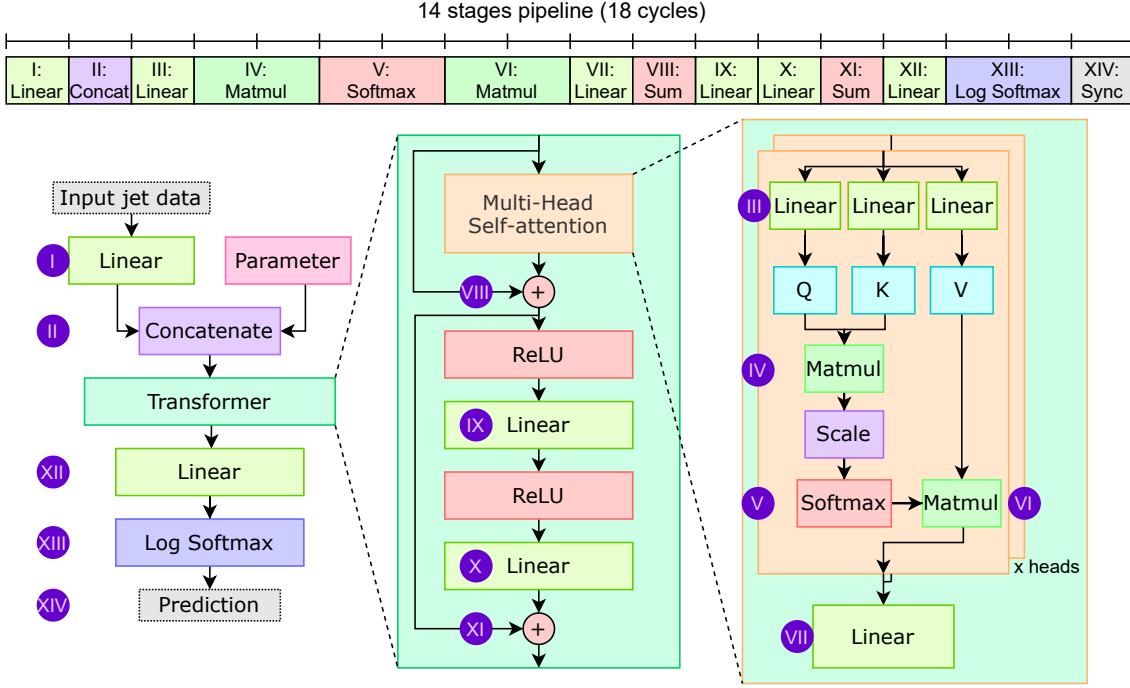 14 stages pipeline (18 cycles)
I:
Linear
II:
Concat
III:
Linear
IV:
Matmul
V:
Softmax
VI:
Matmul
VII:
Linear
VIII:
Sum
IX:
Linear
X:
Linear
XI:
Sum
XII:
Linear
XIII:
Log Softmax
XIV:
Sync
Input jet data
I
Linear
Parameter
II
Concatenate
Transformer
XII
Linear
XIII
Log Softmax
XIV
Prediction
Multi-Head
Self-attention
VIII
+
ReLU
IX
Linear
ReLU
X
Linear
XI
+
III
Linear
Linear
Linear
Q
K
V
IV
Matmul
Scale
V
Softmax
Matmul
VI
x heads
VII
Linear